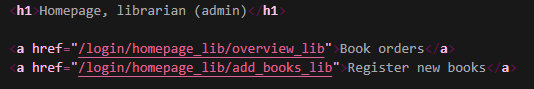 <h1>Homepage, librarian (admin)</h1>
<a href="/login/homepage_lib/overview_lib">Book orders</a>
<a href="/login/homepage_lib/add_books_lib">Register new books</a>